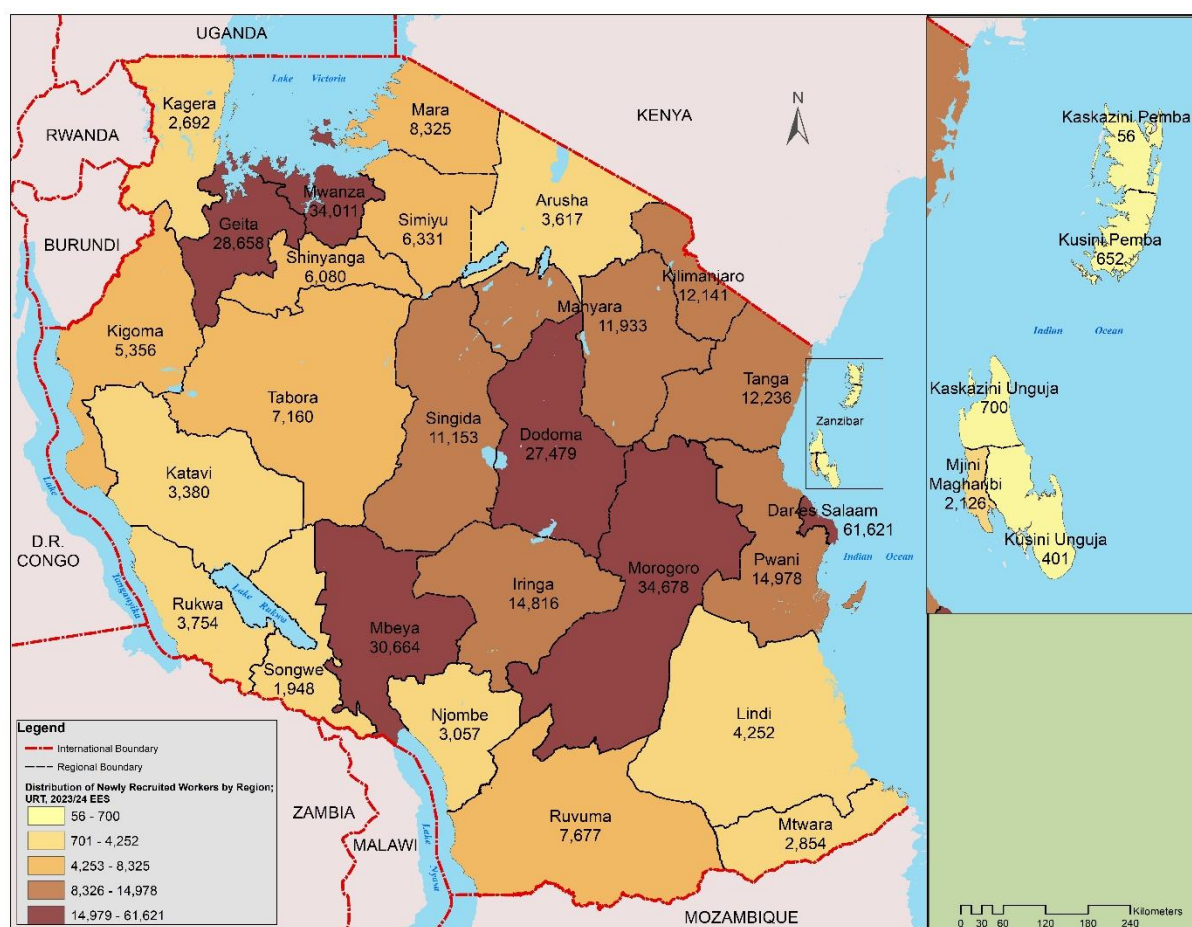 UGANDA
Lake Victoria
Kagera
2,692
Mara
8,325
N
KENYA
RWANDA
BURUNDI
Mwanza
34,011
Geita
28,658
Simiyu
6,331
Arusha
3,617
Shinyanga
6,080
Kilimanjaro
12,141
Manyara
11,933
Kigoma
5,356
Tabora
7,160
Singida
11,153
Dodoma
27,479
Tanga
12,236
Zanzibar
Katavi
3,380
Dar es Salaam
61,621
Indian Ocean
D.R.
CONGO
Lake Tanganyika
Rukwa
3,754
Lake Rukwa
Mbeya
30,664
Iringa
14,816
Morogoro
34,678
Pwani
14,978
Songwe
1,948
Njombe
3,057
Lindi
4,252
Ruvuma
7,677
Mtwara
2,854
ZAMBIA
MALAWI
Lake Nyasa
MOZAMBIQUE
Kaskazini Pemba
56
Kusini Pemba
652
Indian Ocean
Kaskazini Unguja
700
Mjini
Magharibi
2,126
Kusini Unguja
401
Legend
International Boundary
Regional Boundary
Distribution of Newly Recruited Workers by Region;
URT, 2023/24 EES
56 - 700
701 - 4,252
4,253 - 8,325
8,326 - 14,978
14,979 - 61,621
Kilometers
0 30 60 120 180 240